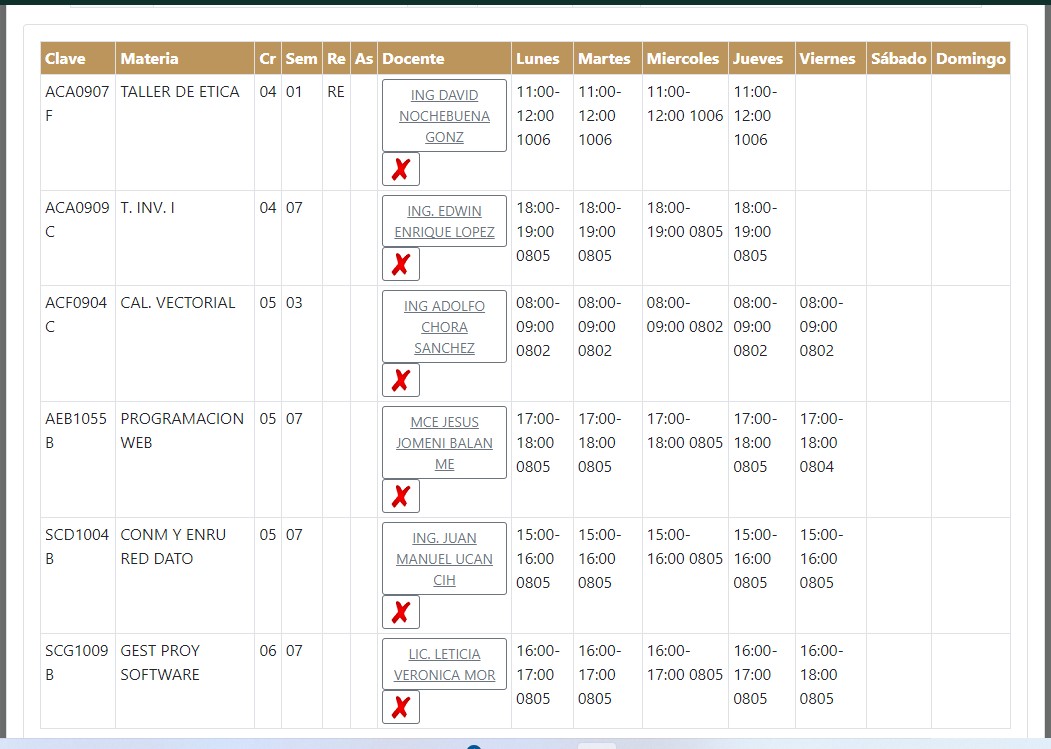 Clave Materia Cr Sem Re As Docente Lunes Martes Miercoles Jueves Viernes Sábado Domingo
ACA0907 TALLER DE ETICA 04 01 RE ING DAVID 11:00- 11:00- 11:00- 11:00-
F NOCHEBUENA 12:00 12:00 12:00 1006 12:00
GONZ 1006 1006 1006
ACA0909 T. INV. I 04 07 ING. EDWIN 18:00- 18:00- 18:00- 18:00-
C ENRIQUE LOPEZ 19:00 19:00 19:00 0805 19:00
0805 0805 0805
ACF0904 CAL. VECTORIAL 05 03 ING ADOLFO 08:00- 08:00- 08:00- 08:00- 08:00-
C CHORA 09:00 09:00 09:00 0802 09:00 09:00
SANCHEZ 0802 0802 0802 0802
AEB1055 PROGRAMACION 05 07 MCE JESUS 17:00- 17:00- 17:00- 17:00- 17:00-
B WEB JOMENI BALAN 18:00 18:00 18:00 0805 18:00 18:00
ME 0805 0805 0805 0804
SCD1004 CONM Y ENRU 05 07 ING. JUAN 15:00- 15:00- 15:00- 15:00- 15:00-
B RED DATO MANUEL UCAN 16:00 16:00 16:00 0805 16:00 16:00
CIH 0805 0805 0805 0805
SCG1009 GEST PROY 06 07 LIC. LETICIA 16:00- 16:00- 16:00- 16:00- 16:00-
B SOFTWARE VERONICA MOR 17:00 17:00 17:00 0805 17:00 18:00
0805 0805 0805 0805